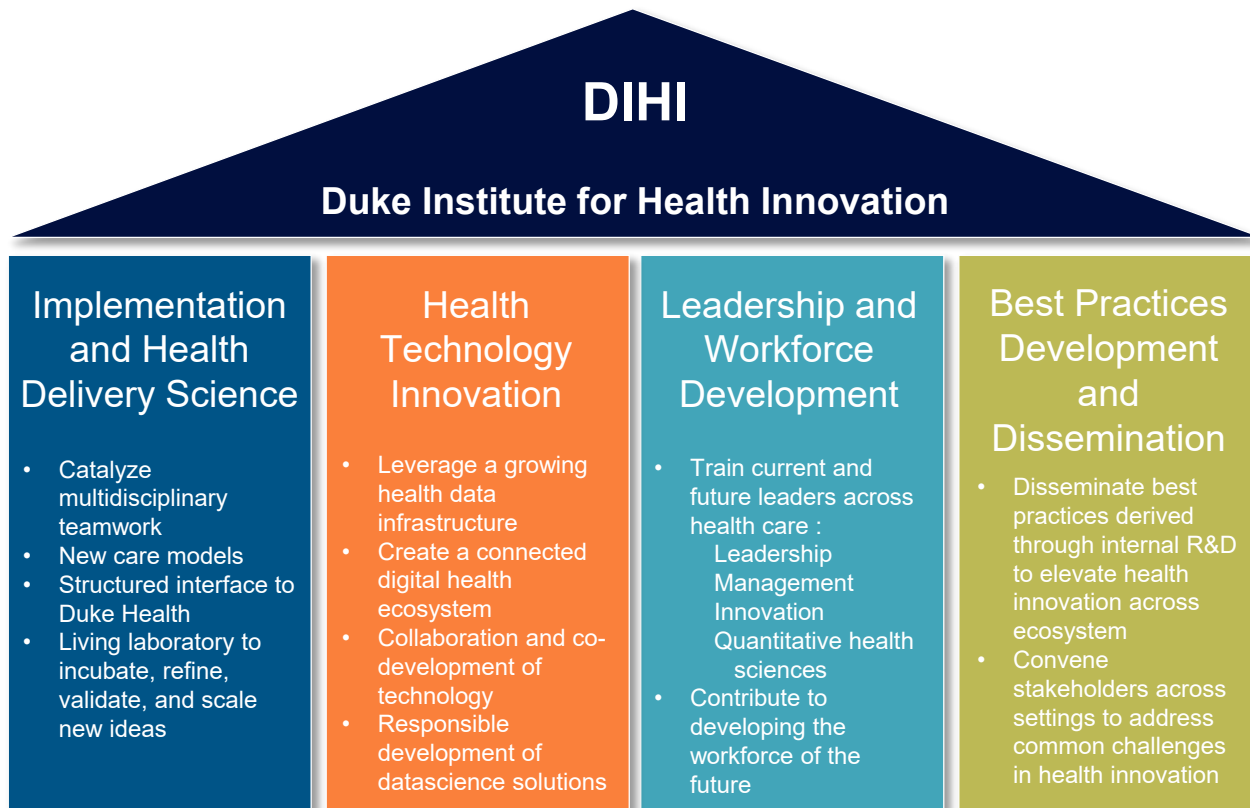 DIHI
Duke Institute for Health Innovation
Implementation
and Health
Delivery Science
• Catalyze
multidisciplinary
teamwork
• New care models
• Structured interface to
Duke Health
• Living laboratory to
incubate, refine,
validate, and scale
new ideas
Health
Technology
Innovation
• Leverage a growing
health data
infrastructure
• Create a connected
digital health
ecosystem
• Collaboration and co-
development of
technology
• Responsible
development of
datascience solutions
Leadership and
Workforce
Development
• Train current and
future leaders across
health care :
Leadership
Management
Innovation
Quantitative health
sciences
• Contribute to
developing the
workforce of the
future
Best Practices
Development
and
Dissemination
• Disseminate best
practices derived
through internal R&D
to elevate health
innovation across
ecosystem
• Convene
stakeholders across
settings to address
common challenges
in health innovation